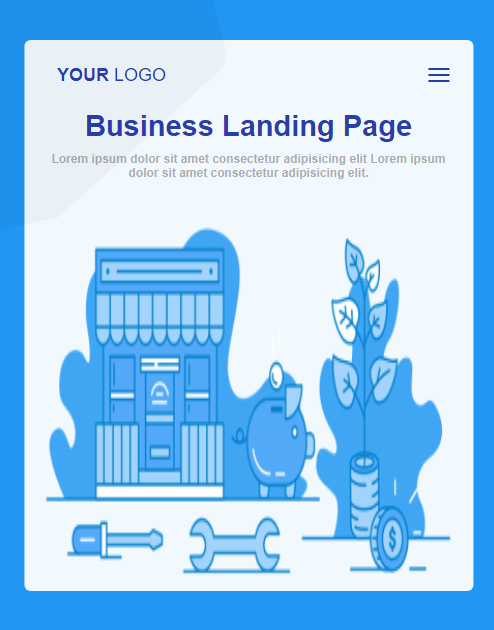 YOUR LOGO
Business Landing Page
Lorem ipsum dolor sit amet consectetur adipisicing elit Lorem ipsum
dolor sit amet consectetur adipisicing elit.
$